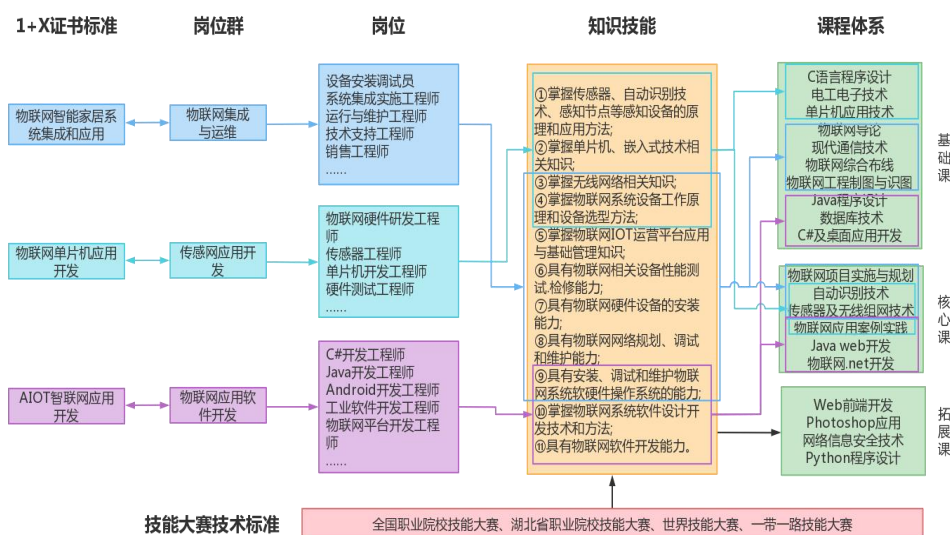 1+X证书标准
岗位群
岗位
知识技能
课程体系
物联网智能家居系
统集成和应用
物联网集成
与运维
设备安装调试员
系统集成实施工程师
运行与维护工程师
技术支持工程师
销售工程师
......
物联网单片机应用
开发
传感网应用开
发
物联网硬件研发工程
师
传感器工程师
单片机开发工程师
硬件测试工程师
......
AIOT智联网应用
开发
物联网应用软
件开发
C#开发工程师
Java开发工程师
Android开发工程师
工业软件开发工程师
物联网平台开发工程
师
......
①掌握传感器、自动识别技
术、感知节点等感知设备的原
理和应用方法;
②掌握单片机、嵌入式技术相
关知识;
③掌握无线网络相关知识;
④掌握物联网系统设备工作原
理和设备选型方法;
⑤掌握物联网IOT运营平台应用
与基础管理知识;
⑥具有物联网相关设备性能测
试.检修能力;
⑦具有物联网硬件设备的安装
能力;
⑧具有物联网网络规划、调试
和维护能力;
⑨具有安装、调试和维护物联
网系统软硬件操作系统的能力;
⑩掌握物联网系统软件设计开
发技术和方法;
⑪具有物联网软件开发能力。
C语言程序设计
电工电子技术
单片机应用技术
物联网导论
现代通信技术
物联网综合布线
物联网工程制图与识图
Java程序设计
数据库技术
C#及桌面应用开发
基
础
课
物联网项目实施与规划
自动识别技术
传感器及无线组网技术
物联网应用案例实践
Java web开发
物联网.net开发
核
心
课
Web前端开发
Photoshop应用
网络信息安全技术
Python程序设计
拓
展
课
技能大赛技术标准
全国职业院校技能大赛、湖北省职业院校技能大赛、世界技能大赛、一带一路技能大赛